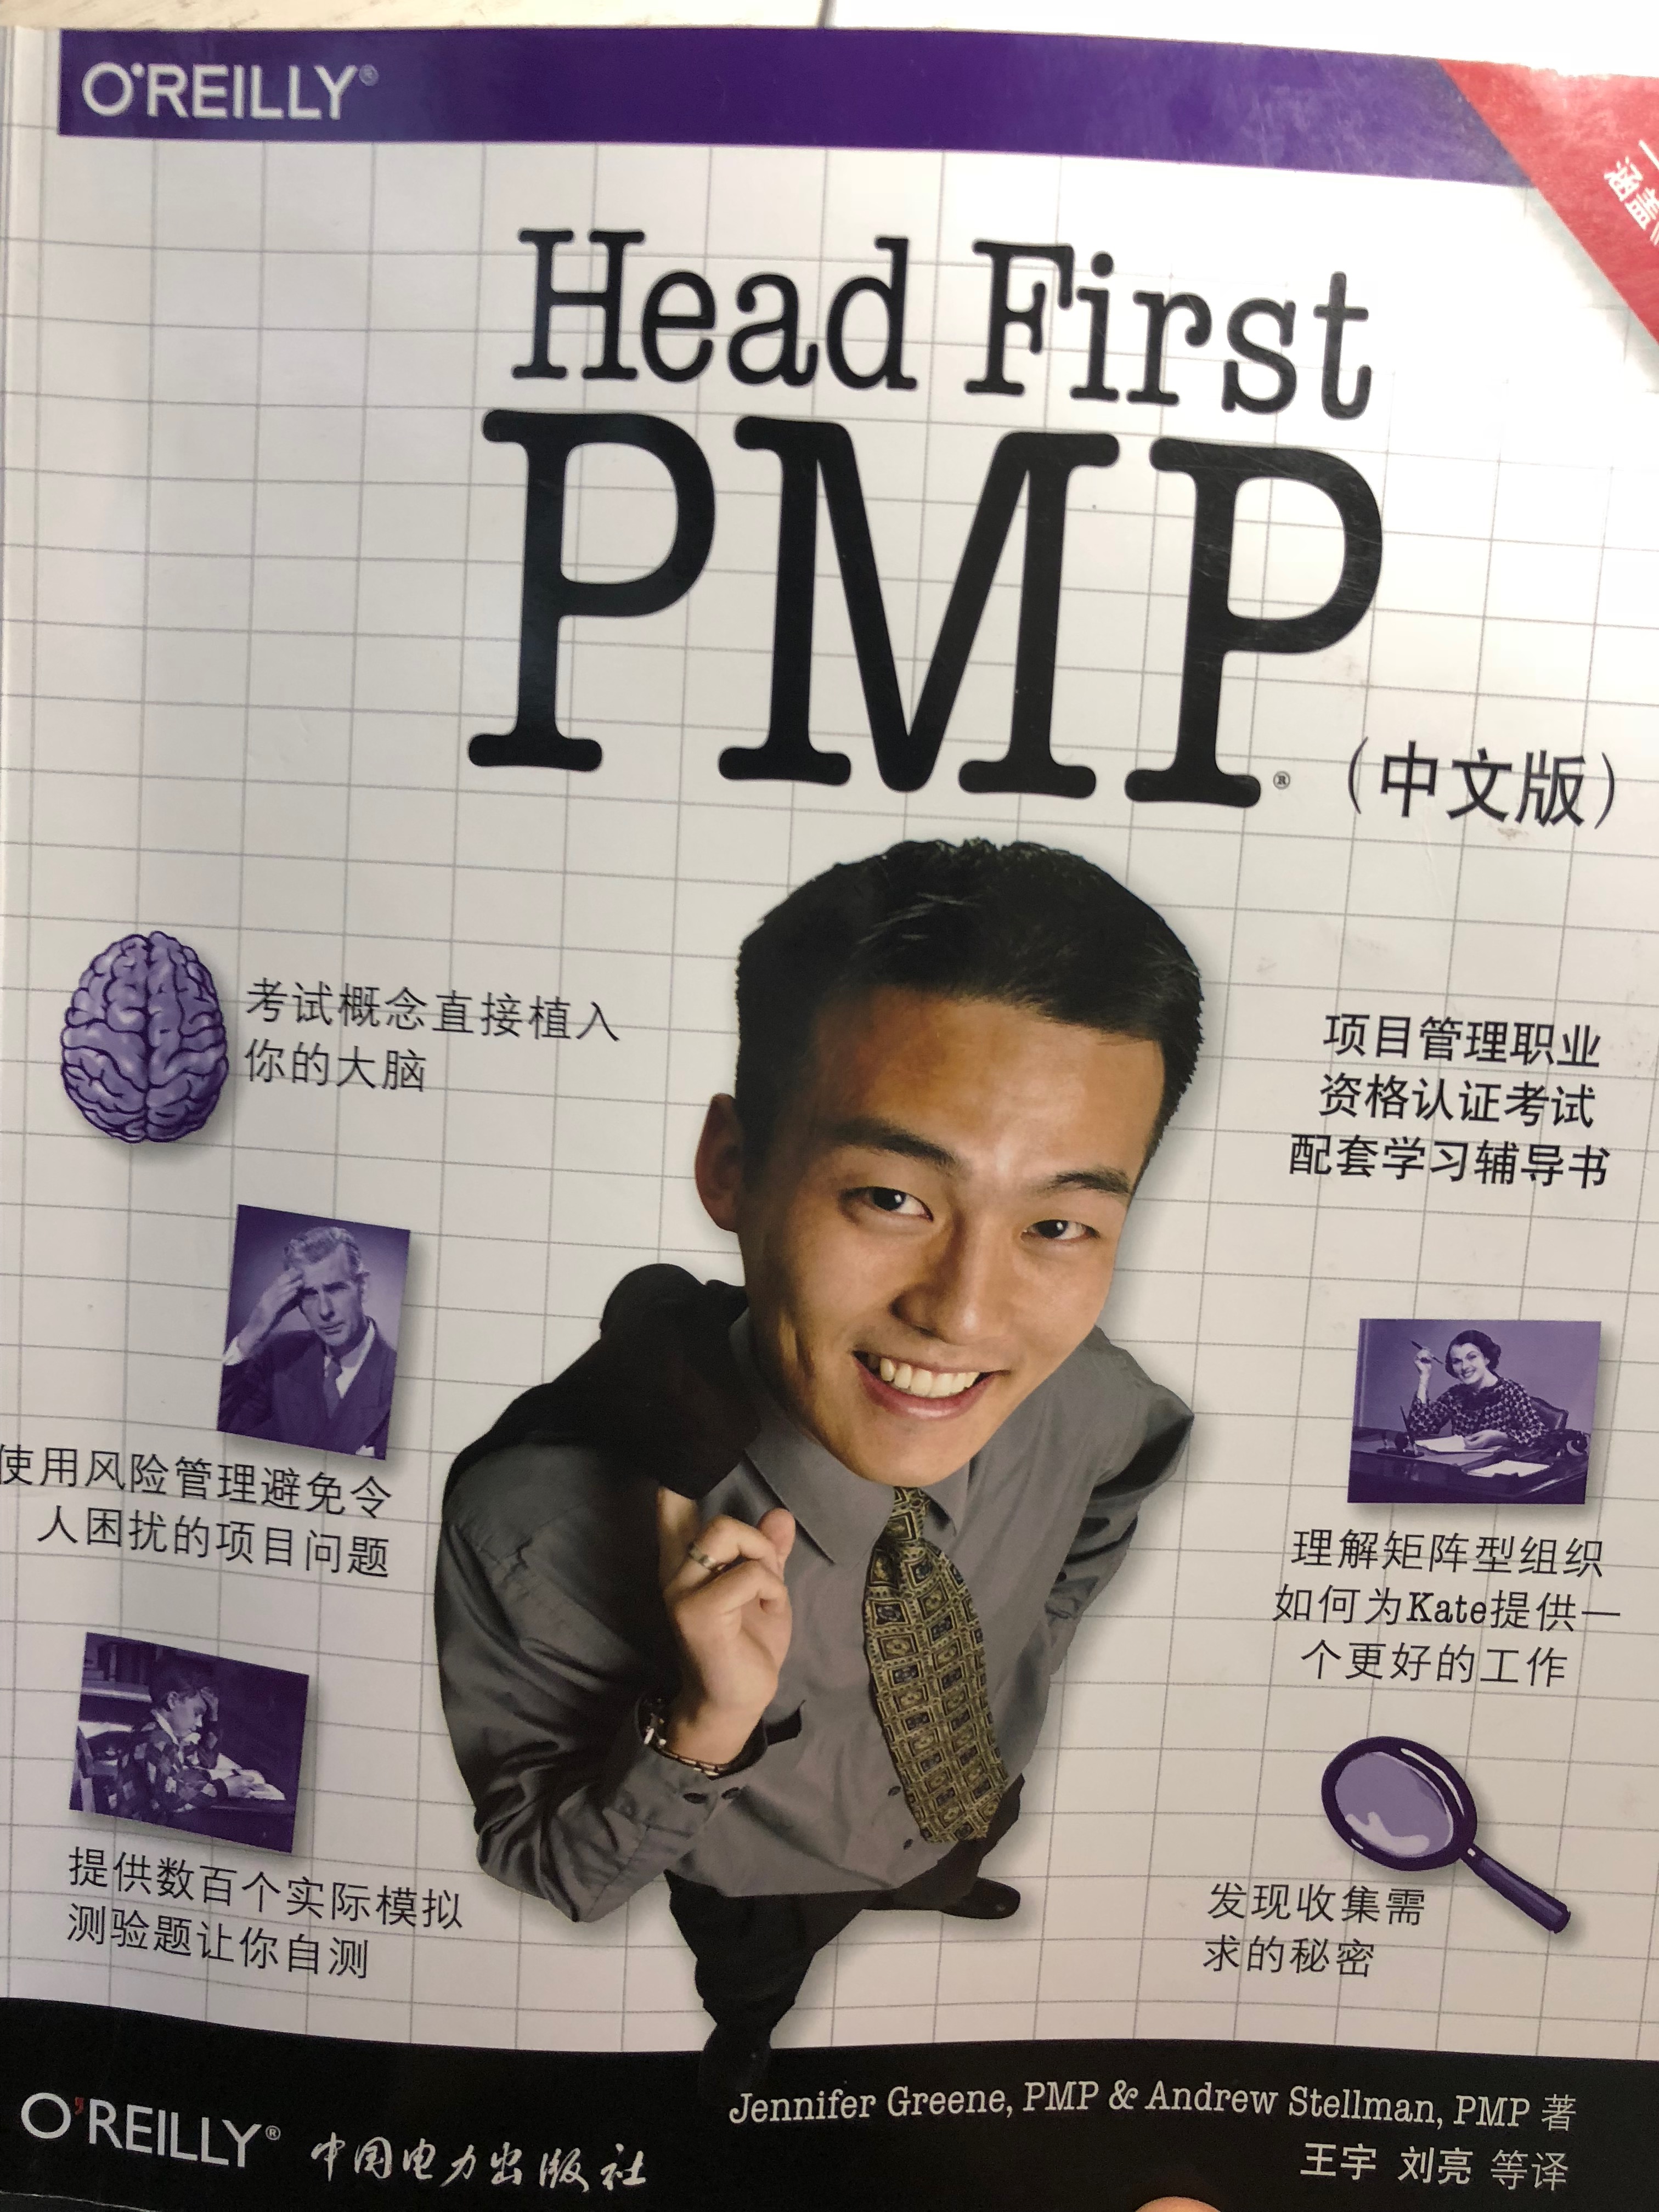 O'REILLY®
涵盖
Head First
PMP®
（中文版）
考试概念直接植入
你的大脑
项目管理职业
资格认证考试
配套学习辅导书
使用风险管理避免令
人困扰的项目问题
理解矩阵型组织
如何为Kate提供一
个更好的工作
提供数百个实际模拟
测验题让你自测
发现收集需
求的秘密
Jennifer Greene, PMP & Andrew Stellman, PMP 著
王宇 刘亮 等译
O'REILLY® 中国电力出版社